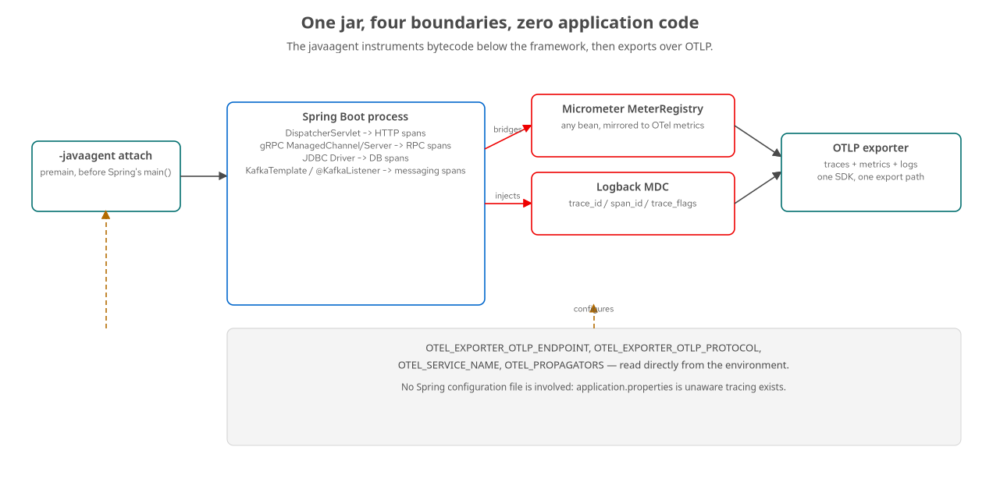 One jar, four boundaries, zero application code
The javaagent instruments bytecode below the framework, then exports over OTLP.
-javaagent attach
premain, before Spring's main()
Spring Boot process
DispatcherServlet -> HTTP spans
gRPC ManagedChannel/Server -> RPC spans
JDBC Driver -> DB spans
KafkaTemplate / @KafkaListener -> messaging spans
bridges
injects
Micrometer MeterRegistry
any bean, mirrored to OTel metrics
Logback MDC
trace_id / span_id / trace_flags
OTLP exporter
traces + metrics + logs
one SDK, one export path
configures
OTEL_EXPORTER_OTLP_ENDPOINT, OTEL_EXPORTER_OTLP_PROTOCOL,
OTEL_SERVICE_NAME, OTEL_PROPAGATORS — read directly from the environment.
No Spring configuration file is involved: application.properties is unaware tracing exists.